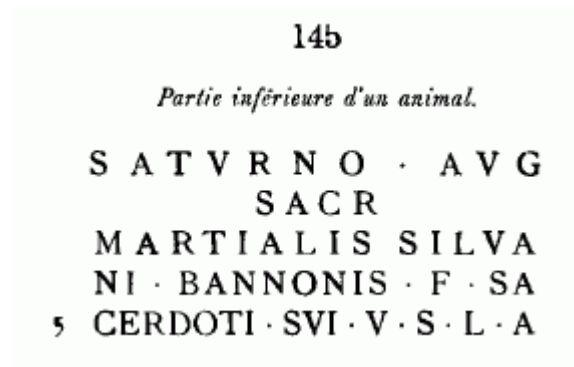 145
Partie inférieure d'un animal.
SATVRNO · AVG
SACR
MARTIALIS SILVA
NI · BANNONIS · F · SA
5 CERDOTI · SVI · V · S · L · A